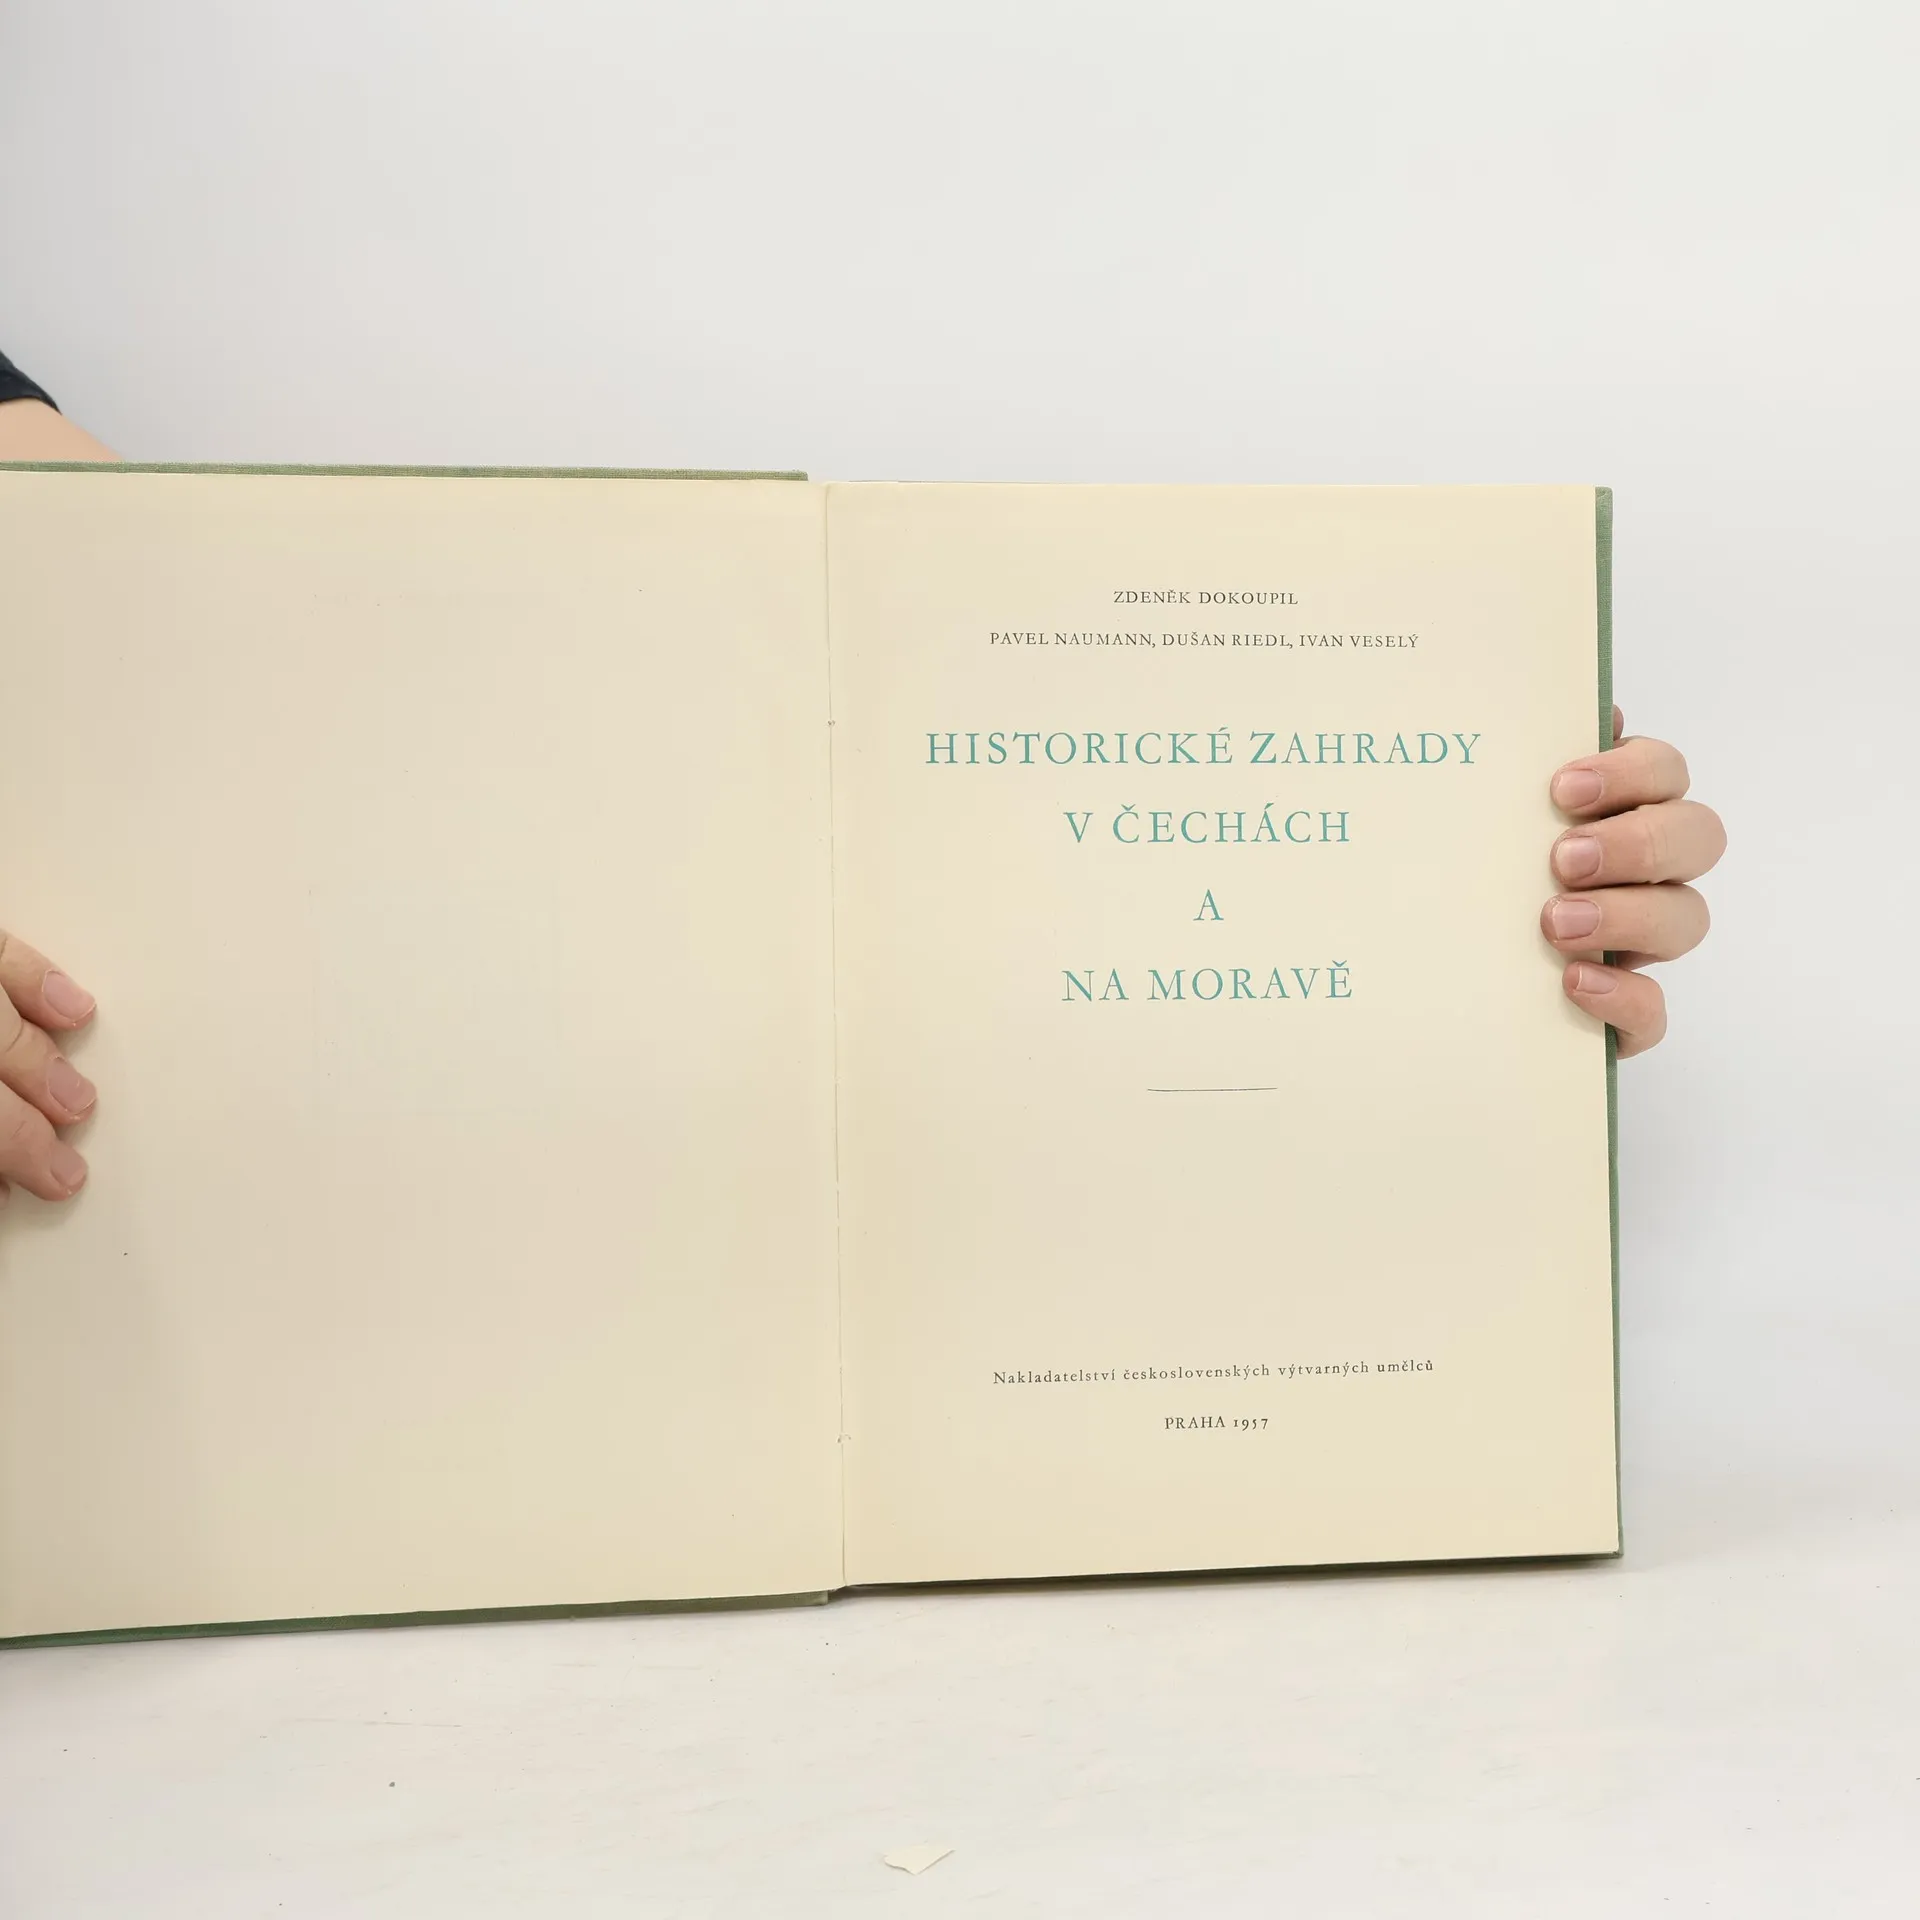 ZDENĚK DOKOUPIL
PAVEL NAUMANN, DUŠAN RIEDL, IVAN VESELÝ
HISTORICKÉ ZAHRADY
V ČECHÁCH
A
NA MORAVĚ
Nakladatelství československých výtvarných umělců
PRAHA 1957